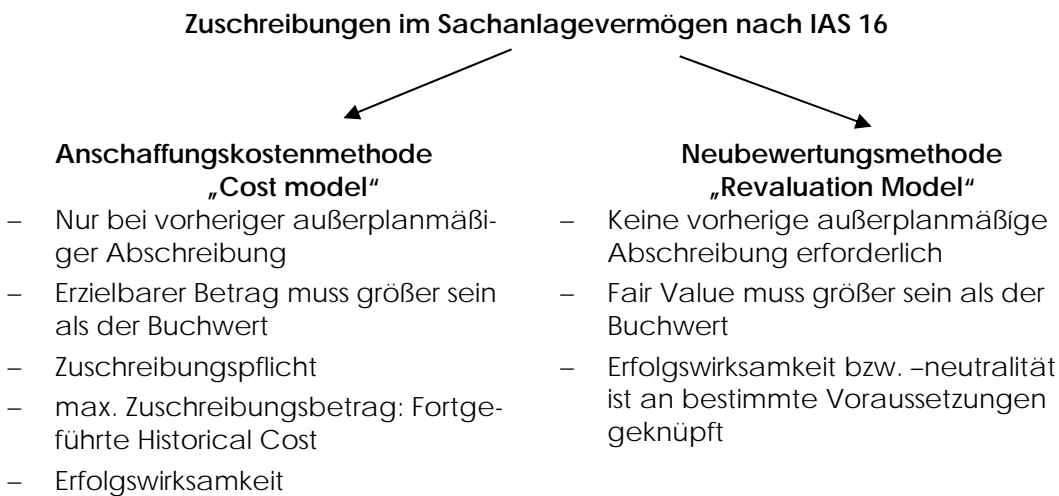 Zuschreibungen im Sachanlagevermögen nach IAS 16
Anschaffungskostenmethode
„Cost model“
– Nur bei vorheriger außerplanmäßi-
ger Abschreibung
– Erzielbarer Betrag muss größer sein
als der Buchwert
– Zuschreibungspflicht
– max. Zuschreibungsbetrag: Fortge-
führte Historical Cost
– Erfolgswirksamkeit
Neubewertungsmethode
„Revaluation Model“
– Keine vorherige außerplanmäßíge
Abschreibung erforderlich
– Fair Value muss größer sein als der
Buchwert
– Erfolgswirksamkeit bzw. –neutralität
ist an bestimmte Voraussetzungen
geknüpft